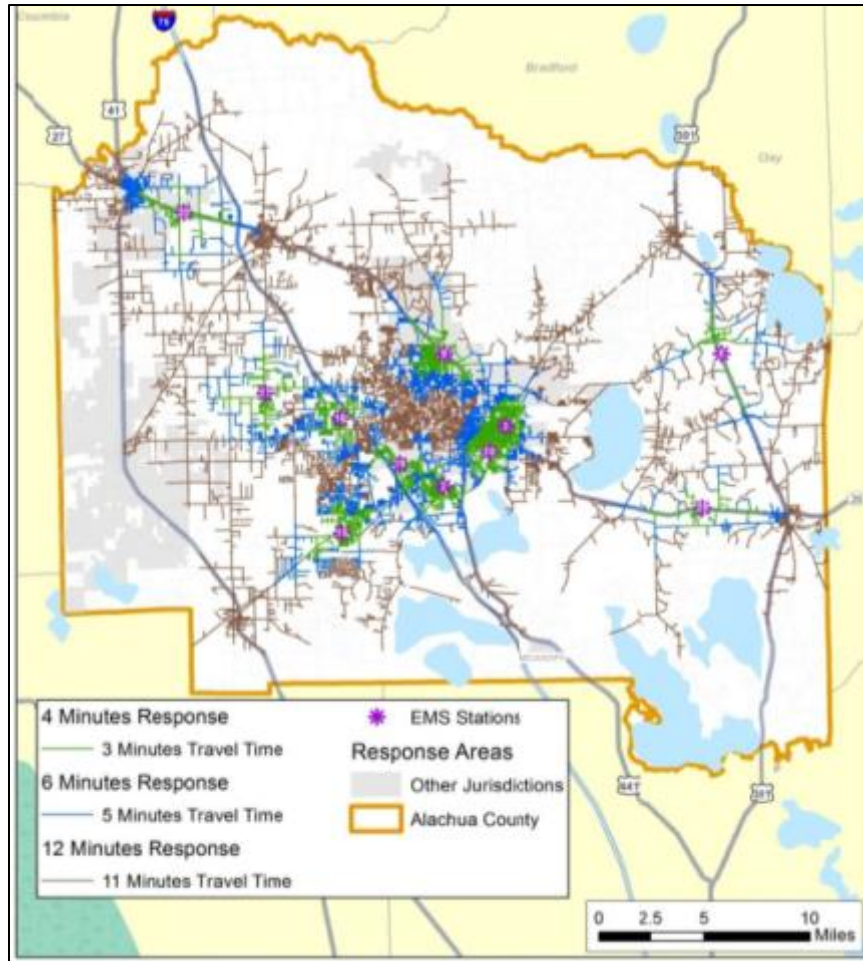 Columbia
75
Bradford
41
27
301
Clay
441
301
4 Minutes Response
3 Minutes Travel Time
6 Minutes Response
5 Minutes Travel Time
12 Minutes Response
11 Minutes Travel Time
EMS Stations
Response Areas
Other Jurisdictions
Alachua County
0 2.5 5 10
Miles